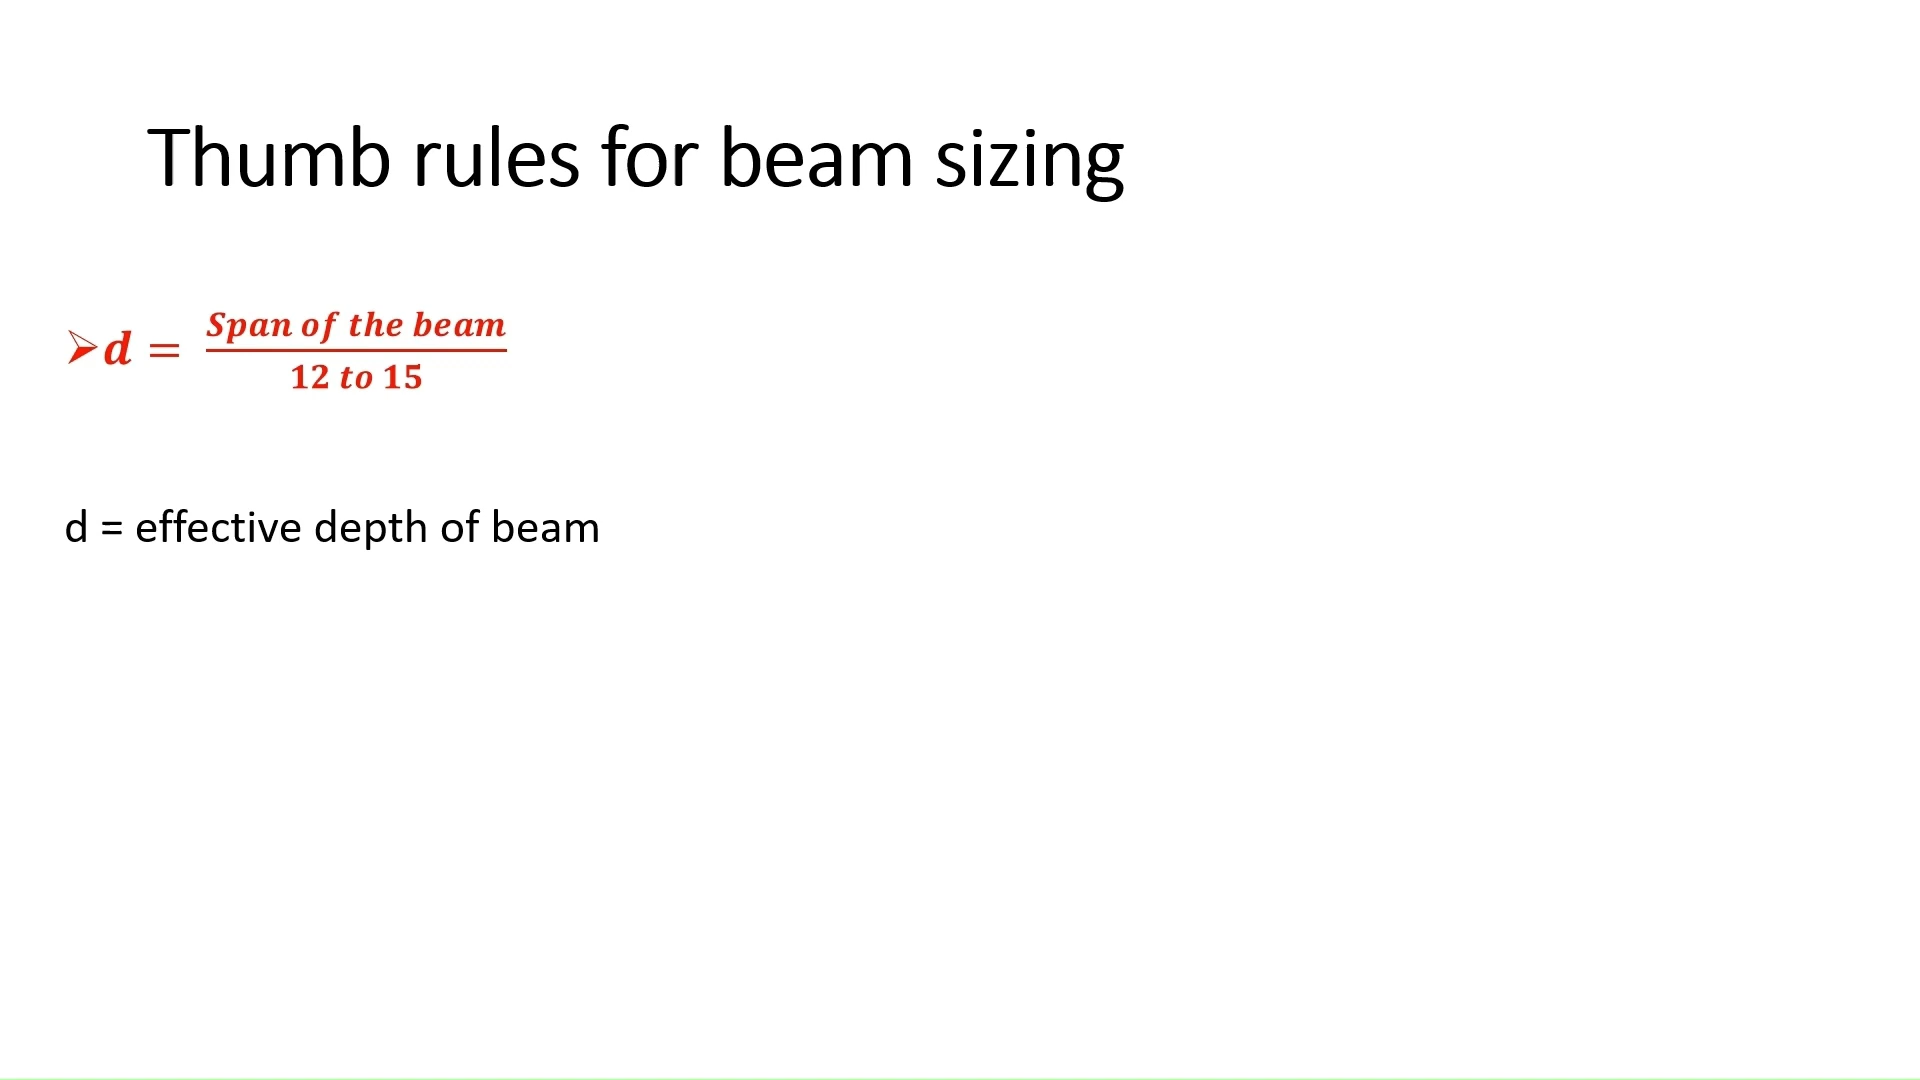 Thumb rules for beam sizing
➢d = Span of the beam / 12 to 15
d = effective depth of beam